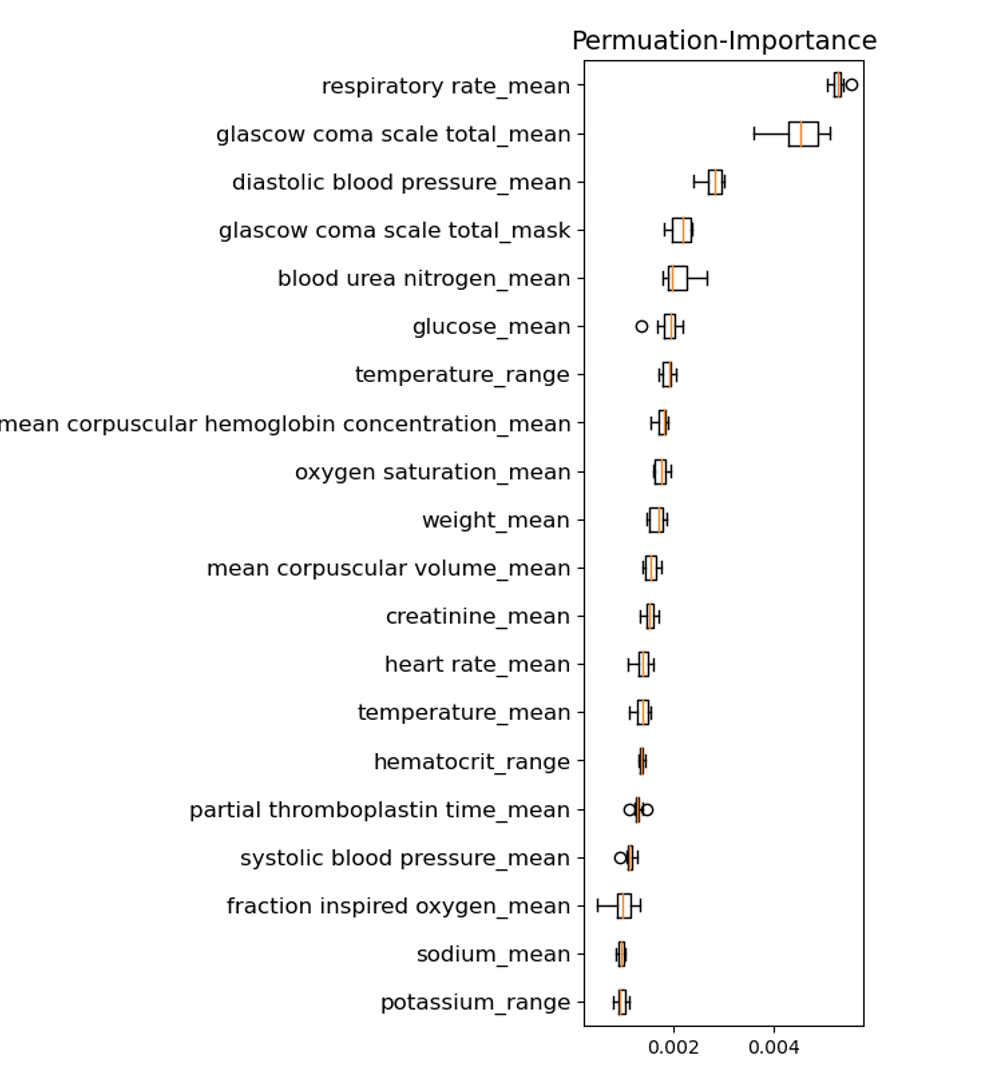 Permuation-Importance
respiratory rate_mean
glascow coma scale total_mean
diastolic blood pressure_mean
glascow coma scale total_mask
blood urea nitrogen_mean
glucose_mean
temperature_range
mean corpuscular hemoglobin concentration_mean
oxygen saturation_mean
weight_mean
mean corpuscular volume_mean
creatinine_mean
heart rate_mean
temperature_mean
hematocrit_range
partial thromboplastin time_mean
systolic blood pressure_mean
fraction inspired oxygen_mean
sodium_mean
potassium_range
0.002 0.004